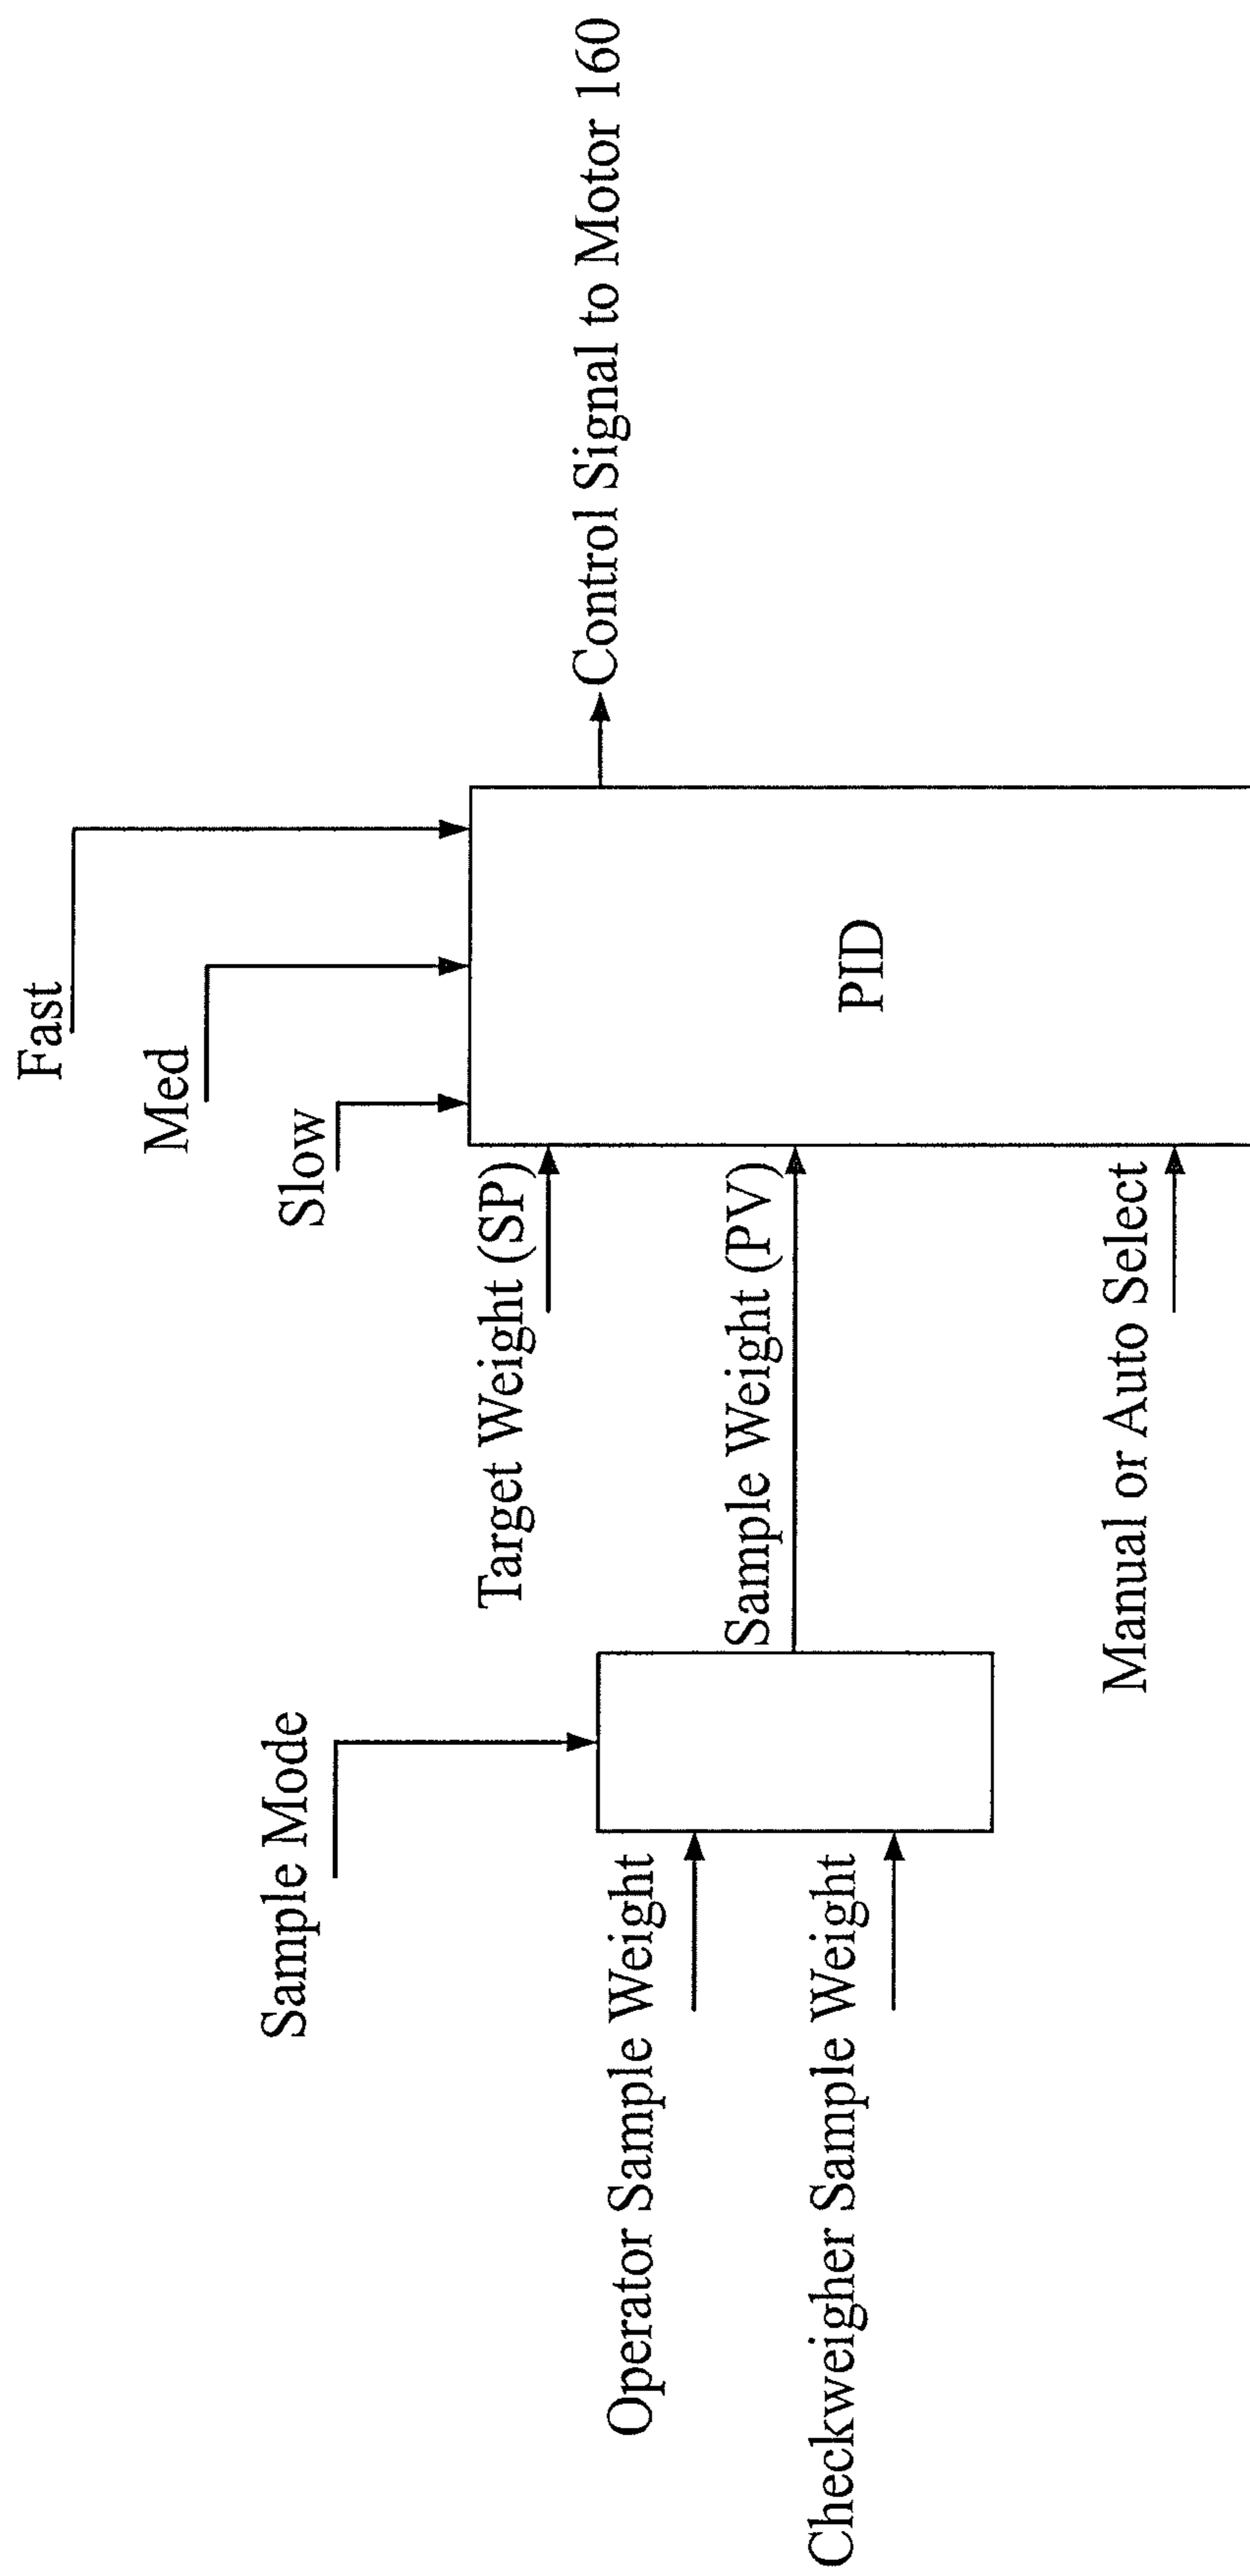 Fast
Med
Slow
Sample Mode
Target Weight (SP)
Control Signal to Motor 160
Operator Sample Weight
Sample Weight (PV)
Checkweigher Sample Weight
PID
Manual or Auto Select